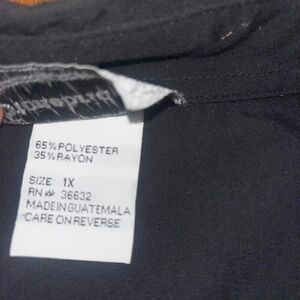 65% POLYESTER
35% RAYON
SIZE: 1X
RN# 36632
MADE IN GUATEMALA
CARE ON REVERSE